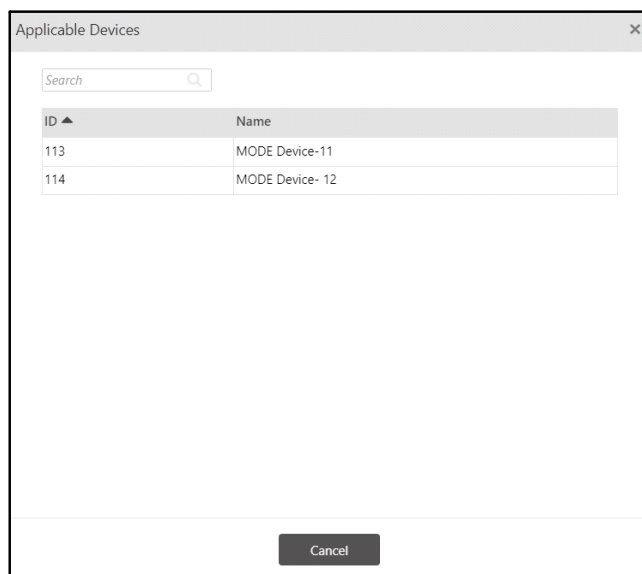 Applicable Devices
Search
ID Name
113 MODE Device-11
114 MODE Device- 12
Cancel